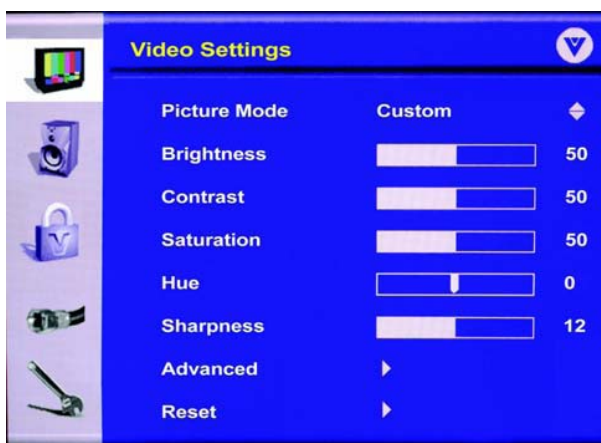 Video Settings
Picture Mode Custom
Brightness 50
Contrast 50
Saturation 50
Hue 0
Sharpness 12
Advanced
Reset